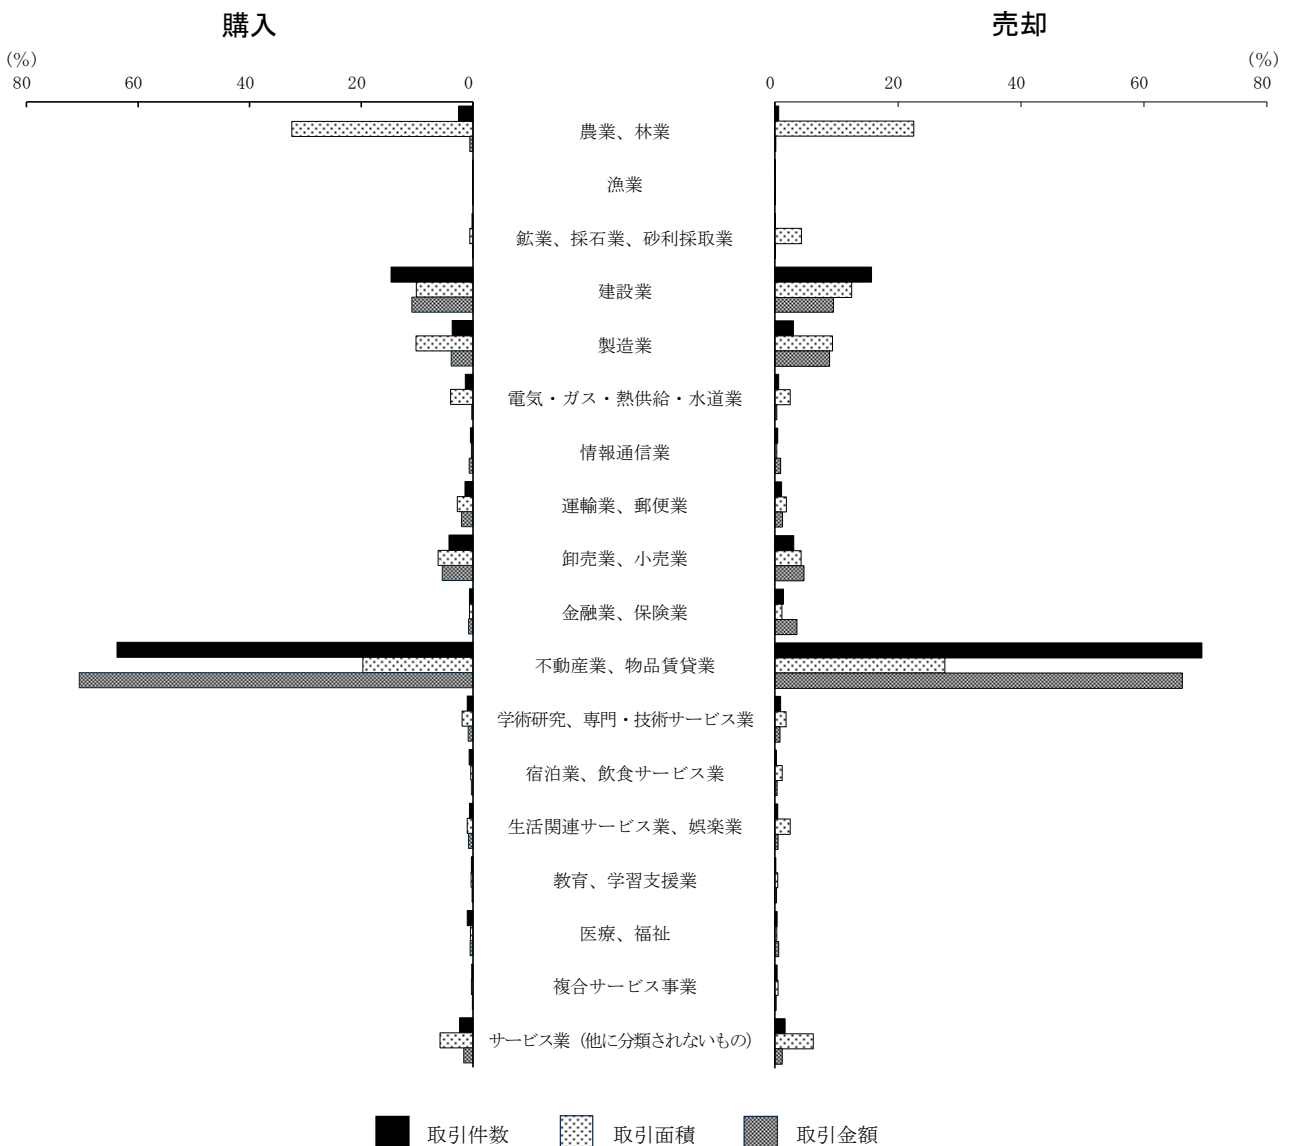 購入 売却
(%) (%)
80 60 40 20 0 0 20 40 60 80
農業、林業
漁業
鉱業、採石業、砂利採取業
建設業
製造業
電気・ガス・熱供給・水道業
情報通信業
運輸業、郵便業
卸売業、小売業
金融業、保険業
不動産業、物品賃貸業
学術研究、専門・技術サービス業
宿泊業、飲食サービス業
生活関連サービス業、娯楽業
教育、学習支援業
医療、福祉
複合サービス事業
サービス業（他に分類されないもの）
取引件数 取引面積 取引金額